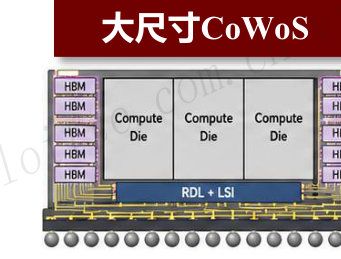 大尺寸CoWoS
HBM
HBM
HBM
HBM
HBM
Compute Die
Compute Die
Compute Die
RDL + LSI